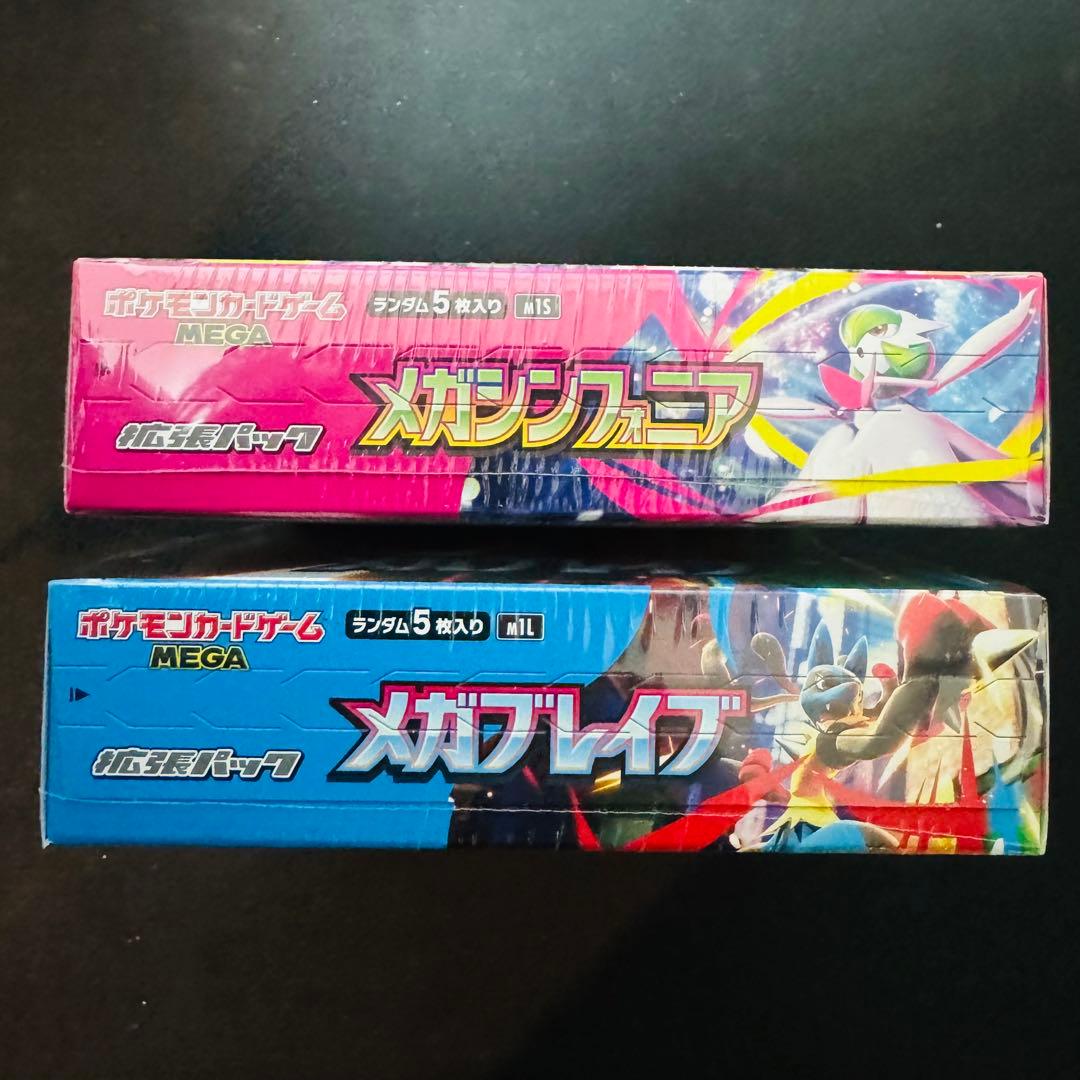 ポケモンカードゲーム
MEGA
ランダム5枚入り M1S
メガシンフォニア
拡張パック
ポケモンカードゲーム
MEGA
ランダム5枚入り M1L
メガブレイブ
拡張パック